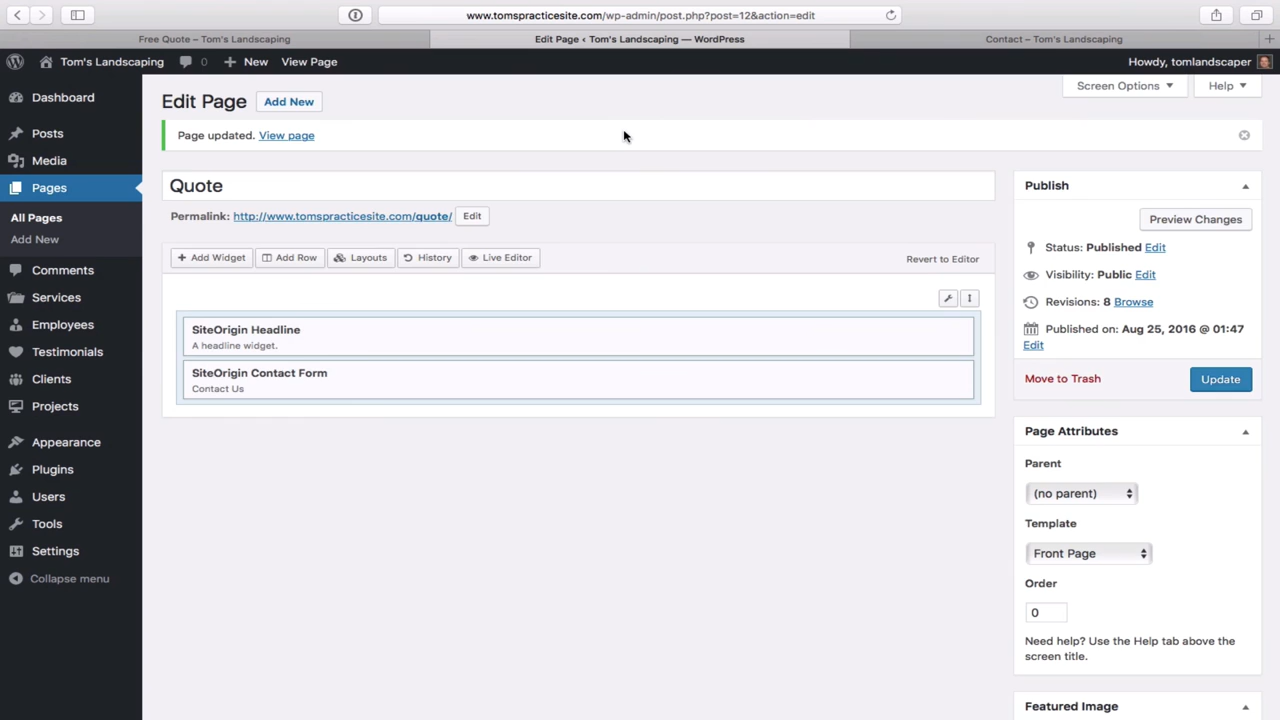 www.tomspracticesite.com/wp-admin/post.php?post=12&action=edit
Free Quote – Tom's Landscaping
Edit Page ‹ Tom's Landscaping — WordPress
Contact – Tom's Landscaping
Tom's Landscaping
0
New
View Page
Howdy, tomlandscaper
Dashboard
Posts
Media
Pages
All Pages
Add New
Comments
Services
Employees
Testimonials
Clients
Projects
Appearance
Plugins
Users
Tools
Settings
Collapse menu
Edit Page
Add New
Screen Options
Help
Page updated. View page
Quote
Permalink: http://www.tomspracticesite.com/quote/ Edit
Add Widget
Add Row
Layouts
History
Live Editor
Revert to Editor
SiteOrigin Headline
A headline widget.
SiteOrigin Contact Form
Contact Us
Publish
Preview Changes
Status: Published Edit
Visibility: Public Edit
Revisions: 8 Browse
Published on: Aug 25, 2016 @ 01:47
Edit
Move to Trash
Update
Page Attributes
Parent
(no parent)
Template
Front Page
Order
0
Need help? Use the Help tab above the
screen title.
Featured Image